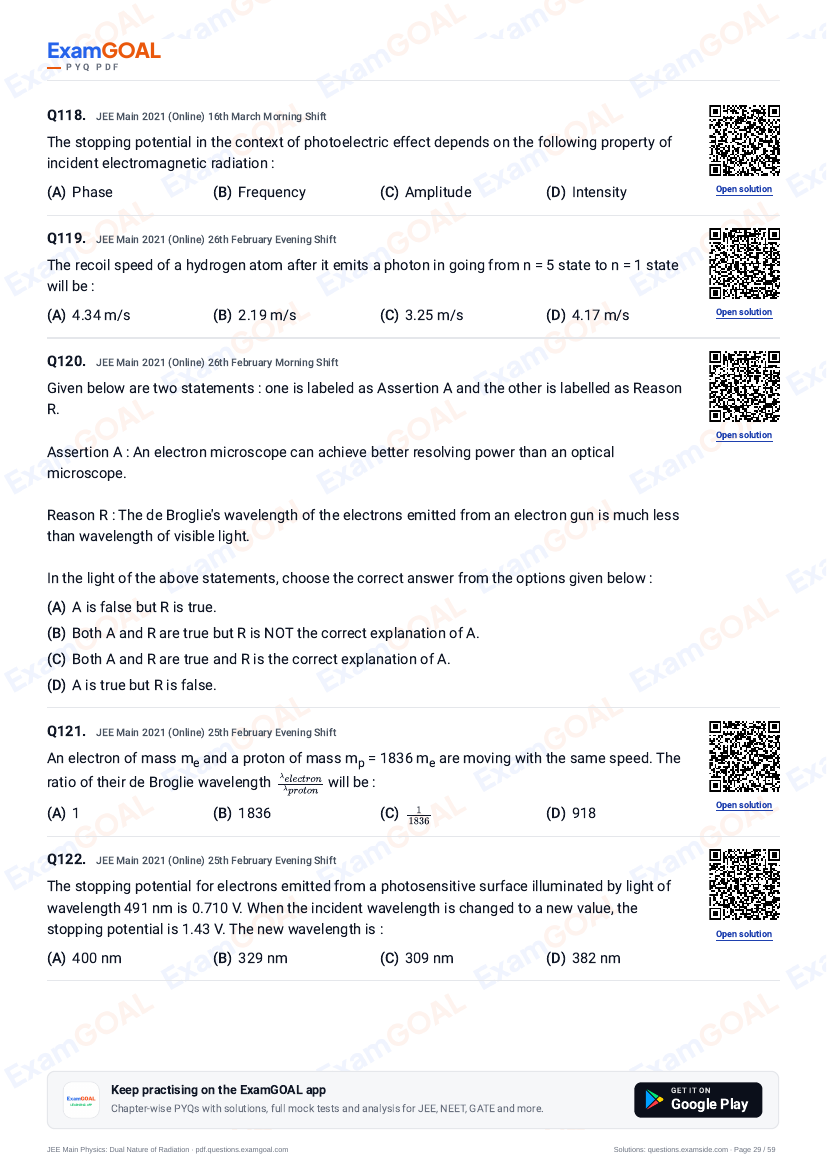 ExamGOAL
PYQ PDF
Q118. JEE Main 2021 (Online) 16th March Morning Shift
The stopping potential in the context of photoelectric effect depends on the following property of
incident electromagnetic radiation :
(A) Phase (B) Frequency (C) Amplitude (D) Intensity
Open solution
Q119. JEE Main 2021 (Online) 26th February Evening Shift
The recoil speed of a hydrogen atom after it emits a photon in going from n = 5 state to n = 1 state
will be :
(A) 4.34 m/s (B) 2.19 m/s (C) 3.25 m/s (D) 4.17 m/s
Open solution
Q120. JEE Main 2021 (Online) 26th February Morning Shift
Given below are two statements : one is labeled as Assertion A and the other is labelled as Reason
R.
Open solution
Assertion A : An electron microscope can achieve better resolving power than an optical
microscope.
Reason R : The de Broglie's wavelength of the electrons emitted from an electron gun is much less
than wavelength of visible light.
In the light of the above statements, choose the correct answer from the options given below :
(A) A is false but R is true.
(B) Both A and R are true but R is NOT the correct explanation of A.
(C) Both A and R are true and R is the correct explanation of A.
(D) A is true but R is false.
Q121. JEE Main 2021 (Online) 25th February Evening Shift
An electron of mass mₑ and a proton of mass mₚ = 1836 mₑ are moving with the same speed. The
ratio of their de Broglie wavelength λelectron/λproton will be :
(A) 1 (B) 1836 (C) 1/1836 (D) 918
Open solution
Q122. JEE Main 2021 (Online) 25th February Evening Shift
The stopping potential for electrons emitted from a photosensitive surface illuminated by light of
wavelength 491 nm is 0.710 V. When the incident wavelength is changed to a new value, the
stopping potential is 1.43 V. The new wavelength is :
(A) 400 nm (B) 329 nm (C) 309 nm (D) 382 nm
Open solution
ExamGOAL
Keep practising on the ExamGOAL app
Chapter-wise PYQs with solutions, full mock tests and analysis for JEE, NEET, GATE and more.
GET IT ON
Google Play
JEE Main Physics: Dual Nature of Radiation · pdf.questions.examgoal.com
Solutions: questions.examside.com · Page 29 / 59